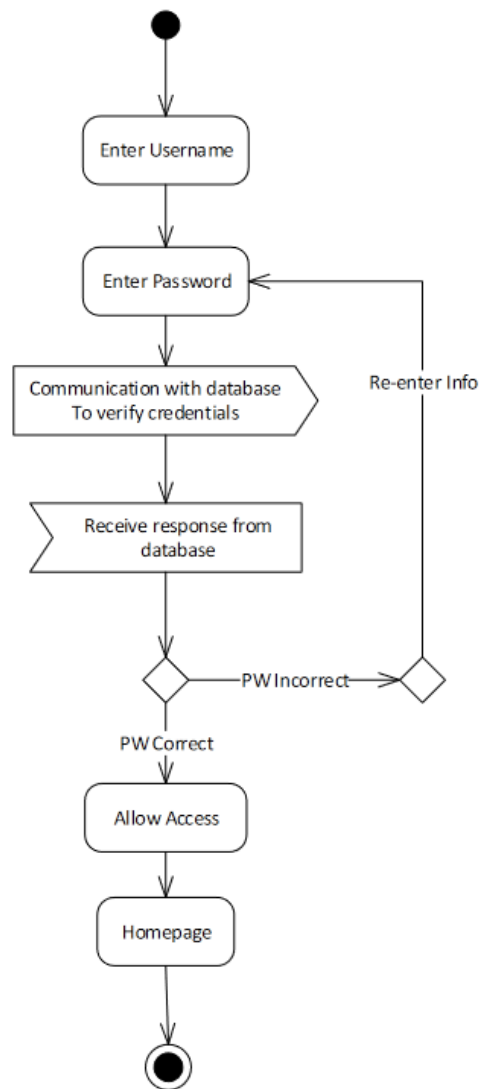 Enter Username
Enter Password
Communication with database
To verify credentials
Re-enter Info
Receive response from
database
PW Incorrect
PW Correct
Allow Access
Homepage